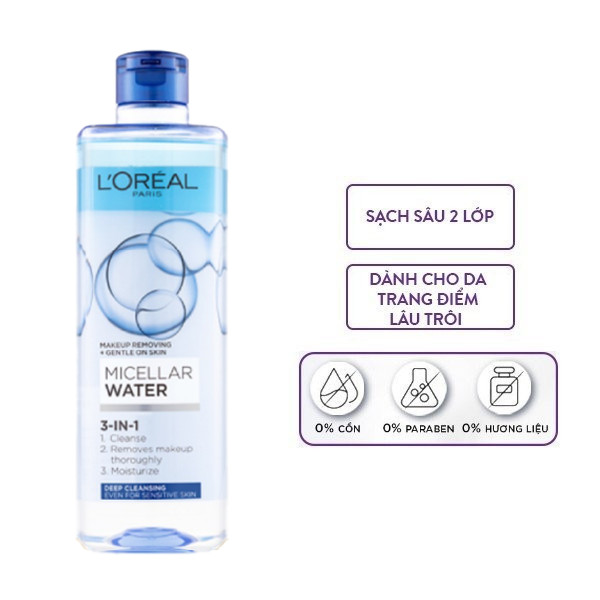 L'ORÉAL
PARIS
MAKEUP REMOVING
+ GENTLE ON SKIN
MICELLAR
WATER
3-IN-1
1. Cleanse
2. Removes makeup
thoroughly
3. Moisturize
DEEP CLEANSING
EVEN FOR SENSITIVE SKIN
SẠCH SÂU 2 LỚP
DÀNH CHO DA
TRANG ĐIỂM
LÂU TRÔI
0% CỒN
0% PARABEN
0% HƯƠNG LIỆU